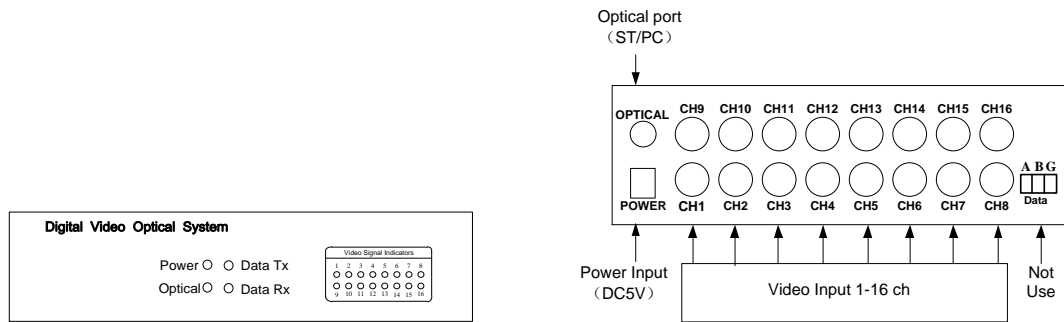 Digital Video Optical System
Power Data Tx
Optical Data Rx
Video Signal Indicators
1 2 3 4 5 6 7 8
9 10 11 12 13 14 15 16
Optical port
（ST/PC）
OPTICAL CH9 CH10 CH11 CH12 CH13 CH14 CH15 CH16
A B G
Data
POWER CH1 CH2 CH3 CH4 CH5 CH6 CH7 CH8
Power Input
（DC5V）
Video Input 1-16 ch
Not
Use